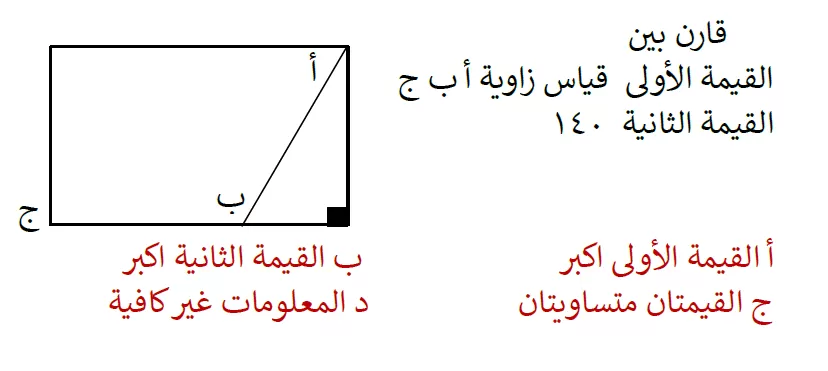 قارن بين
القيمة الأولى قياس زاوية أ ب ج
القيمة الثانية ١٤٠
أ
ب
ج
أ القيمة الأولى اكبر
ب القيمة الثانية اكبر
ج القيمتان متساويتان
د المعلومات غير كافية